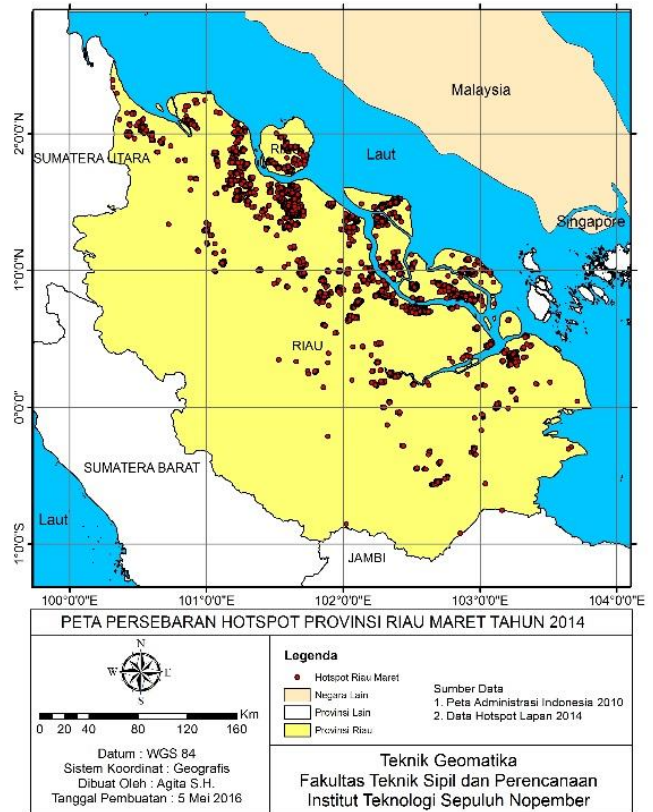 Malaysia
2°0'0"N
SUMATERA UTARA
RIAU
Laut
Singapore
1°0'0"N
RIAU
0°0'0"
SUMATERA BARAT
Laut
1°0'0"S
JAMBI
100°0'0"E
101°0'0"E
102°0'0"E
103°0'0"E
104°0'0"E
PETA PERSEBARAN HOTSPOT PROVINSI RIAU MARET TAHUN 2014
N
W
E
S
Km
0 20 40
80
120
160
Datum : WGS 84
Sistem Koordinat : Geografis
Dibuat Oleh : Agita S.H.
Tanggal Pembuatan : 5 Mei 2016
Legenda
Hotspot Riau Maret
Negara Lain
Provinsi Lain
Provinsi Riau
Sumber Data
1. Peta Administrasi Indonesia 2010
2. Data Hotspot Lapan 2014
Teknik Geomatika
Fakultas Teknik Sipil dan Perencanaan
Institut Teknologi Sepuluh Nopember